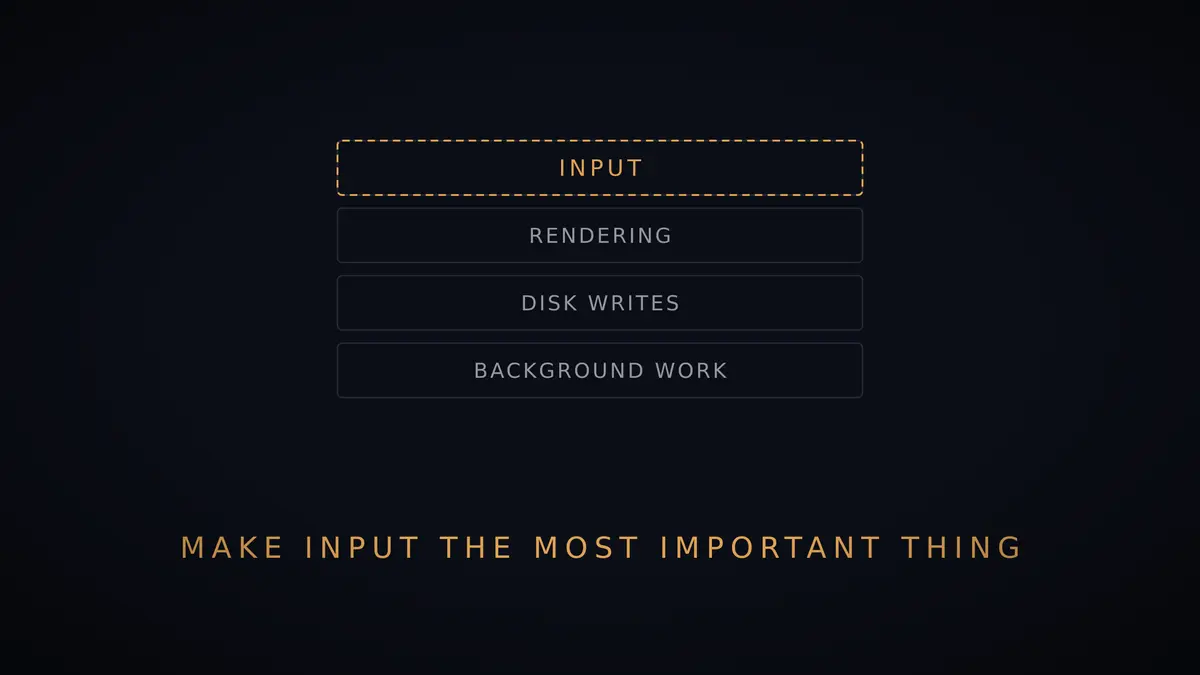 INPUT
RENDERING
DISK WRITES
BACKGROUND WORK
MAKE INPUT THE MOST IMPORTANT THING